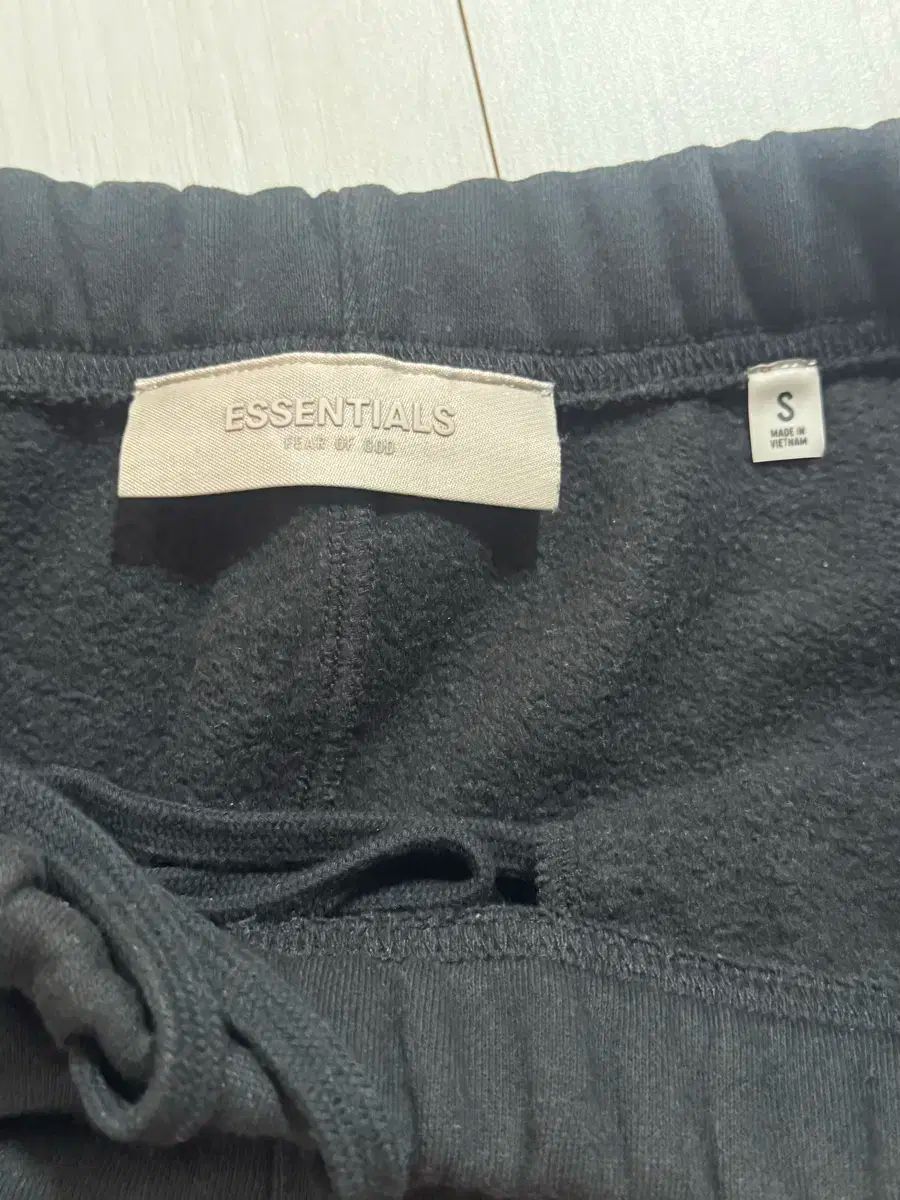 ESSENTIALS
FEAR OF GOD
S
MADE IN
VIETNAM